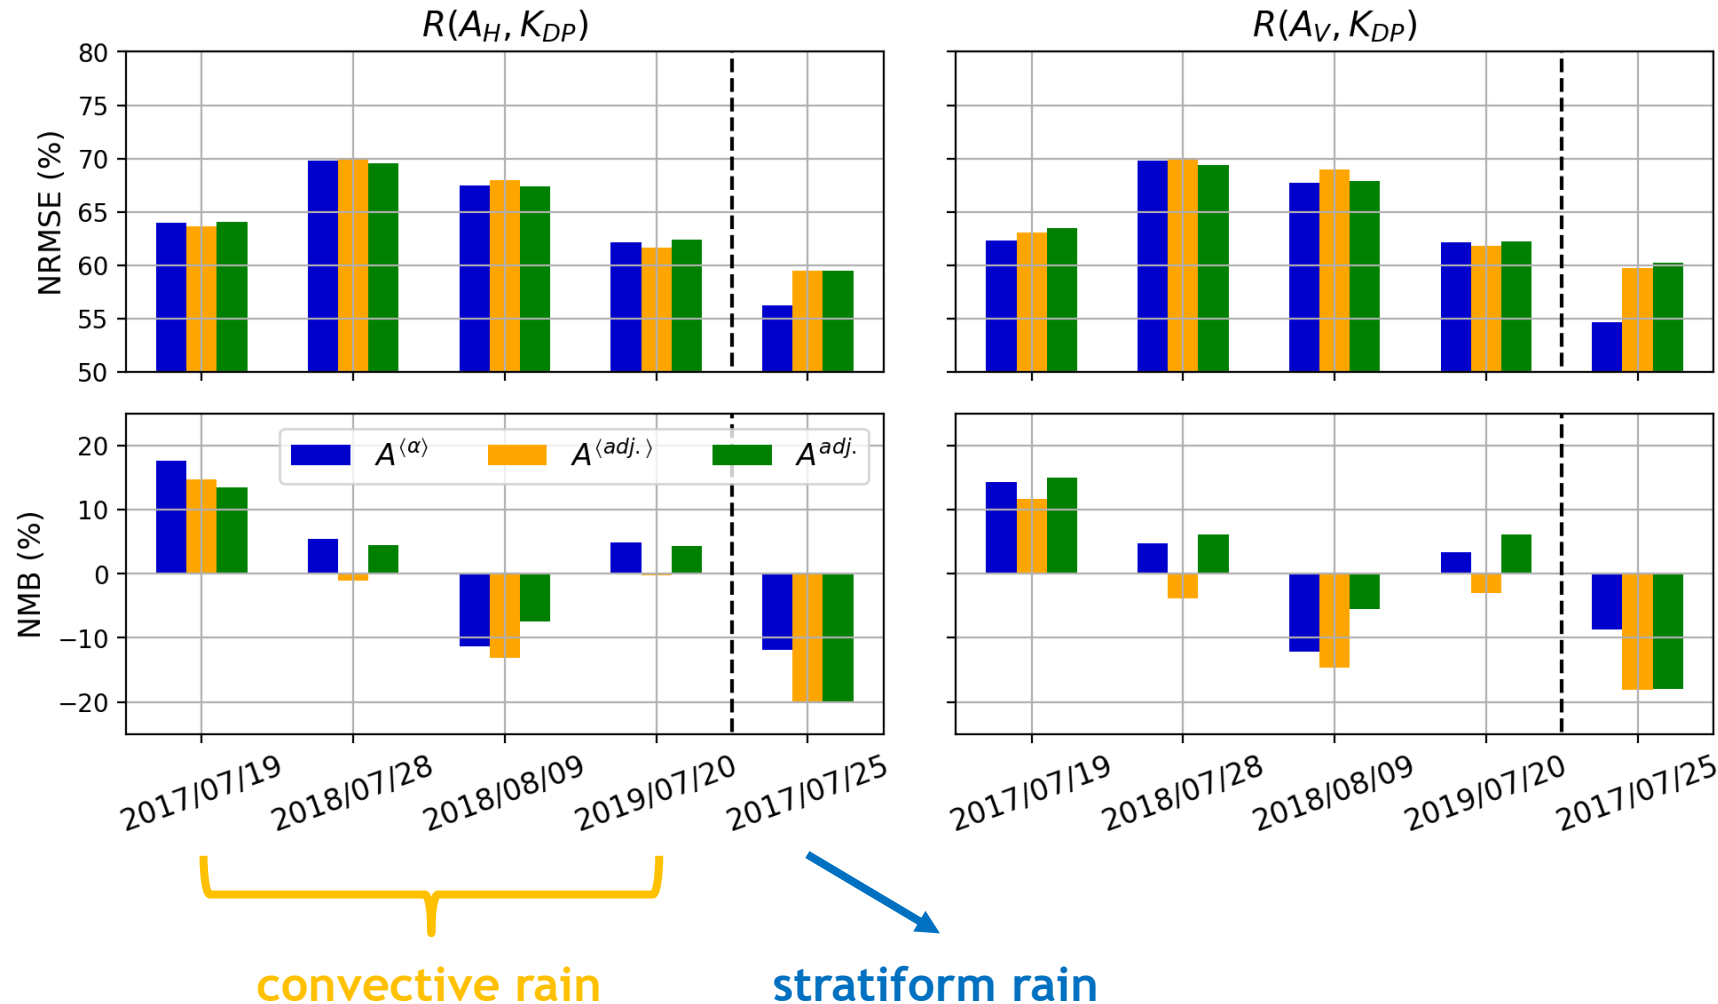 R(A_H, K_DP)
R(A_V, K_DP)
NRMSE (%)
80
75
70
65
60
55
50
NMB (%)
20
10
0
−10
−20
A^⟨α⟩
A^⟨adj.⟩
A^adj.
2017/07/19
2018/07/28
2018/08/09
2019/07/20
2017/07/25
2017/07/19
2018/07/28
2018/08/09
2019/07/20
2017/07/25
convective rain
stratiform rain